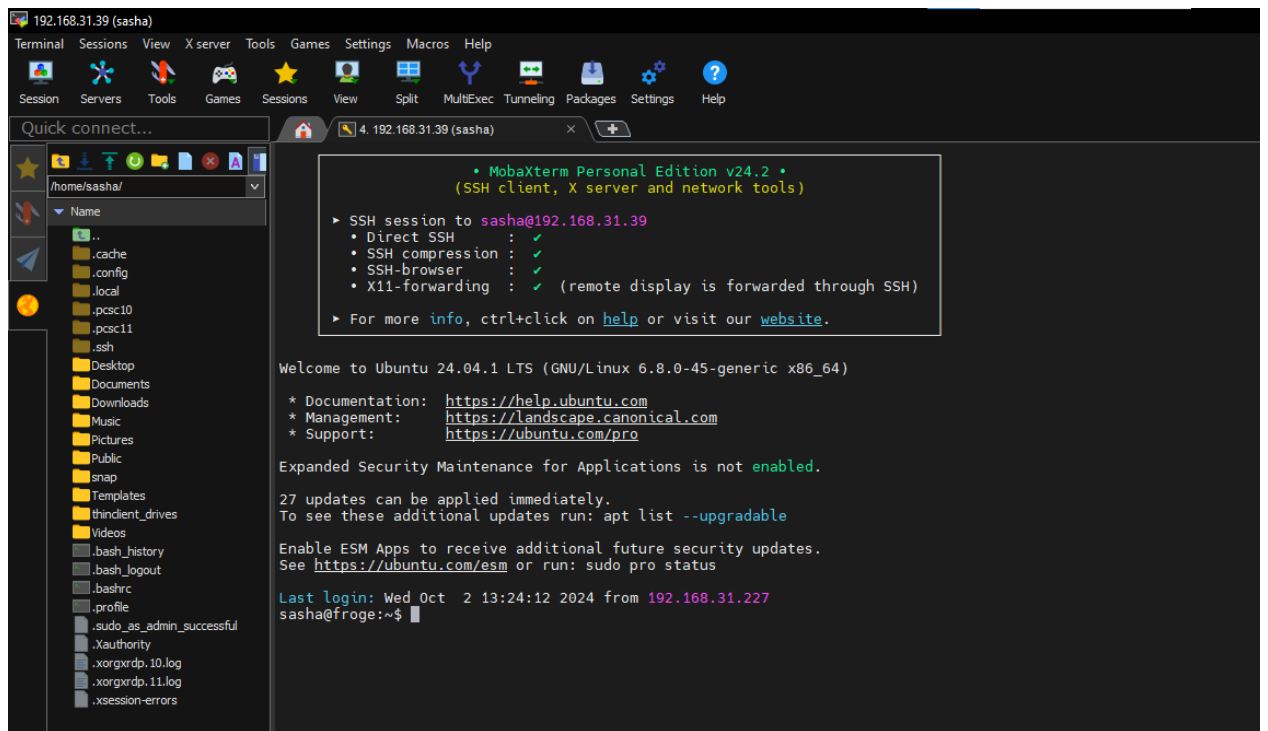 192.168.31.39 (sasha)
Terminal Sessions View X server Tools Games Settings Macros Help
Session Servers Tools Games Sessions View Split MultiExec Tunneling Packages Settings Help
Quick connect...
4. 192.168.31.39 (sasha)
/home/sasha/
Name
..
.cache
.config
.local
.pcsc10
.pcsc11
.ssh
Desktop
Documents
Downloads
Music
Pictures
Public
snap
Templates
thinclient_drives
Videos
.bash_history
.bash_logout
.bashrc
.profile
.sudo_as_admin_successful
.Xauthority
.xorgxrdp.10.log
.xorgxrdp.11.log
.xsession-errors
• MobaXterm Personal Edition v24.2 •
(SSH client, X server and network tools)
► SSH session to sasha@192.168.31.39
• Direct SSH : ✔
• SSH compression : ✔
• SSH-browser : ✔
• X11-forwarding : ✔ (remote display is forwarded through SSH)
► For more info, ctrl+click on help or visit our website.
Welcome to Ubuntu 24.04.1 LTS (GNU/Linux 6.8.0-45-generic x86_64)
* Documentation: https://help.ubuntu.com
* Management: https://landscape.canonical.com
* Support: https://ubuntu.com/pro
Expanded Security Maintenance for Applications is not enabled.
27 updates can be applied immediately.
To see these additional updates run: apt list --upgradable
Enable ESM Apps to receive additional future security updates.
See https://ubuntu.com/esm or run: sudo pro status
Last login: Wed Oct  2 13:24:12 2024 from 192.168.31.227
sasha@froge:~$